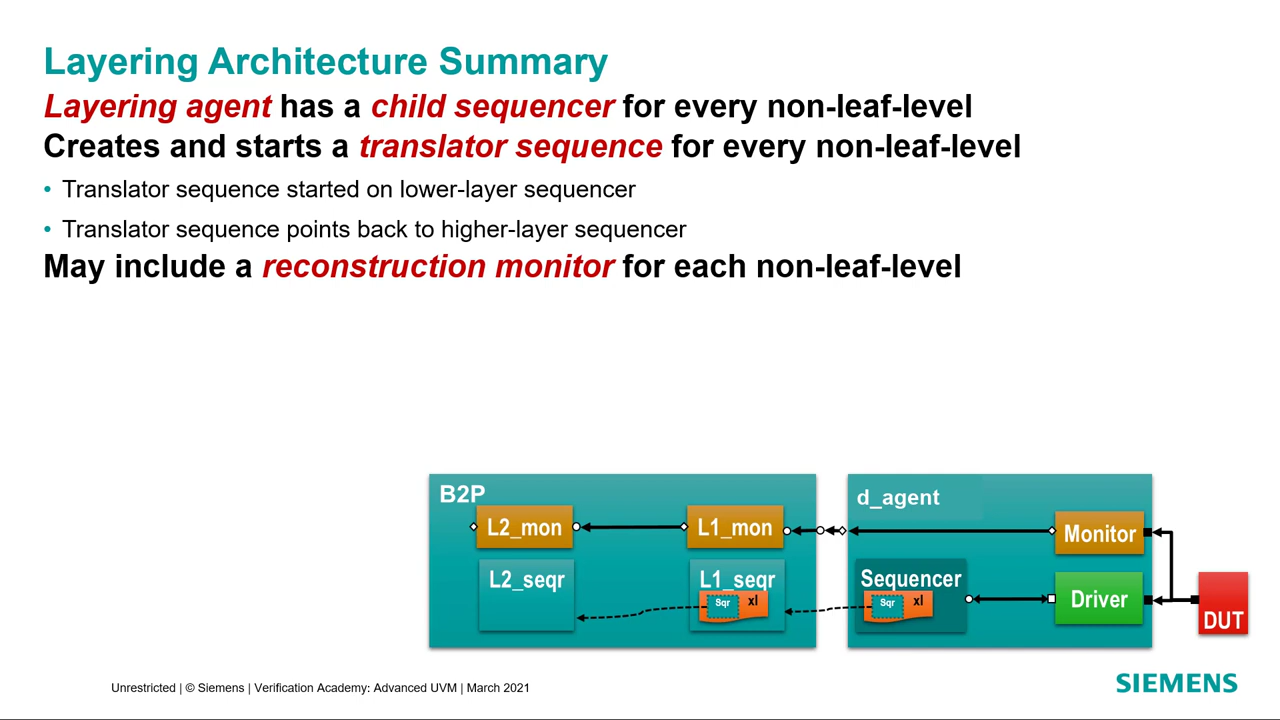 Layering Architecture Summary
Layering agent has a child sequencer for every non-leaf-level
Creates and starts a translator sequence for every non-leaf-level
• Translator sequence started on lower-layer sequencer
• Translator sequence points back to higher-layer sequencer
May include a reconstruction monitor for each non-leaf-level
B2P
d_agent
L2_mon
L1_mon
Monitor
L2_seqr
L1_seqr
Sqr
xl
Sequencer
Sqr
xl
Driver
DUT
Unrestricted | © Siemens | Verification Academy: Advanced UVM | March 2021
SIEMENS